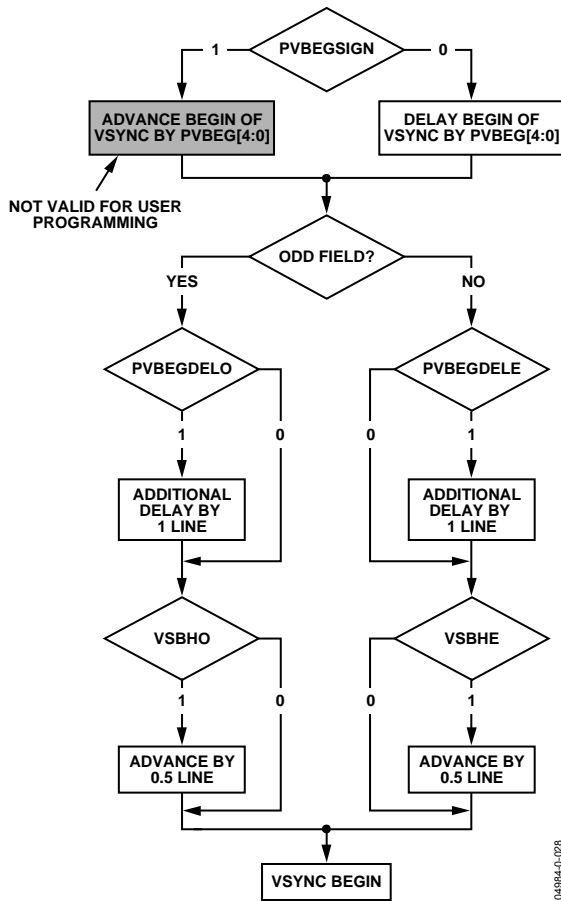 PVBEGSIGN
1
0
ADVANCE BEGIN OF
VSYNC BY PVBEG[4:0]
DELAY BEGIN OF
VSYNC BY PVBEG[4:0]
NOT VALID FOR USER
PROGRAMMING
ODD FIELD?
YES
NO
PVBEGDELO
PVBEGDELE
1
0
0
1
ADDITIONAL
DELAY BY
1 LINE
ADDITIONAL
DELAY BY
1 LINE
VSBHO
VSBHE
1
0
0
1
ADVANCE BY
0.5 LINE
ADVANCE BY
0.5 LINE
VSYNC BEGIN
04984-0-028